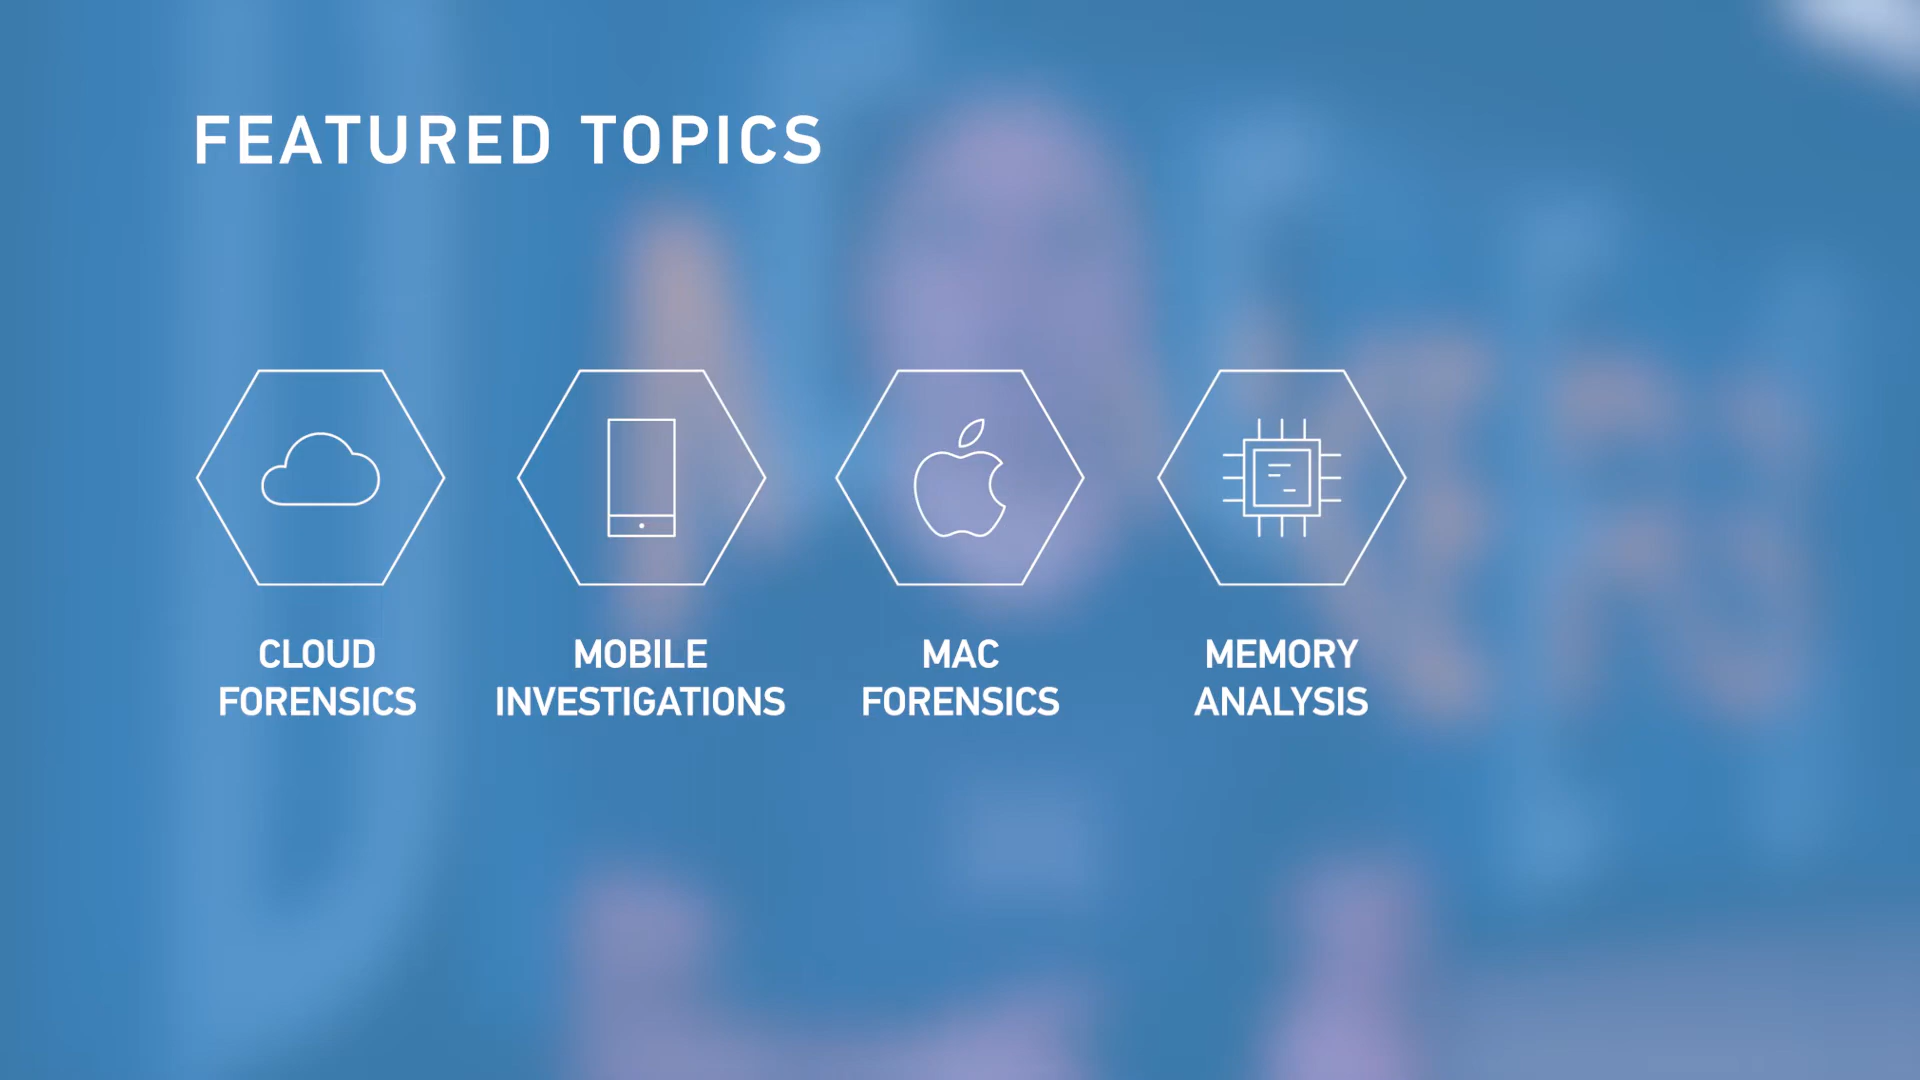 FEATURED TOPICS
CLOUD
FORENSICS
MOBILE
INVESTIGATIONS
MAC
FORENSICS
MEMORY
ANALYSIS